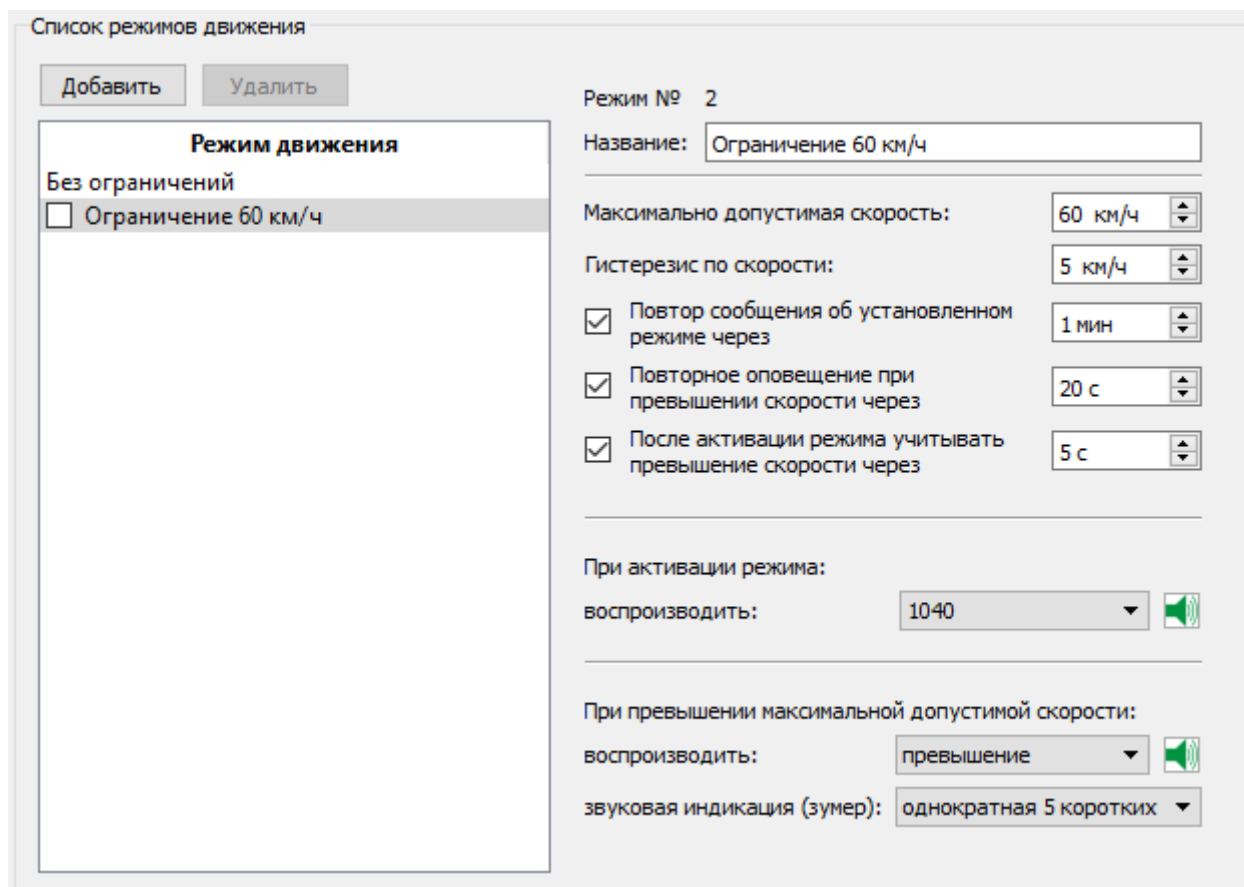 Список режимов движения
Добавить
Удалить
Режим движения
Без ограничений
Ограничение 60 км/ч
Режим № 2
Название: Ограничение 60 км/ч
Максимально допустимая скорость: 60 км/ч
Гистерезис по скорости: 5 км/ч
Повтор сообщения об установленном
режиме через
1 мин
Повторное оповещение при
превышении скорости через
20 с
После активации режима учитывать
превышение скорости через
5 с
При активации режима:
воспроизводить: 1040
При превышении максимальной допустимой скорости:
воспроизводить: превышение
звуковая индикация (зумер): однократная 5 коротких